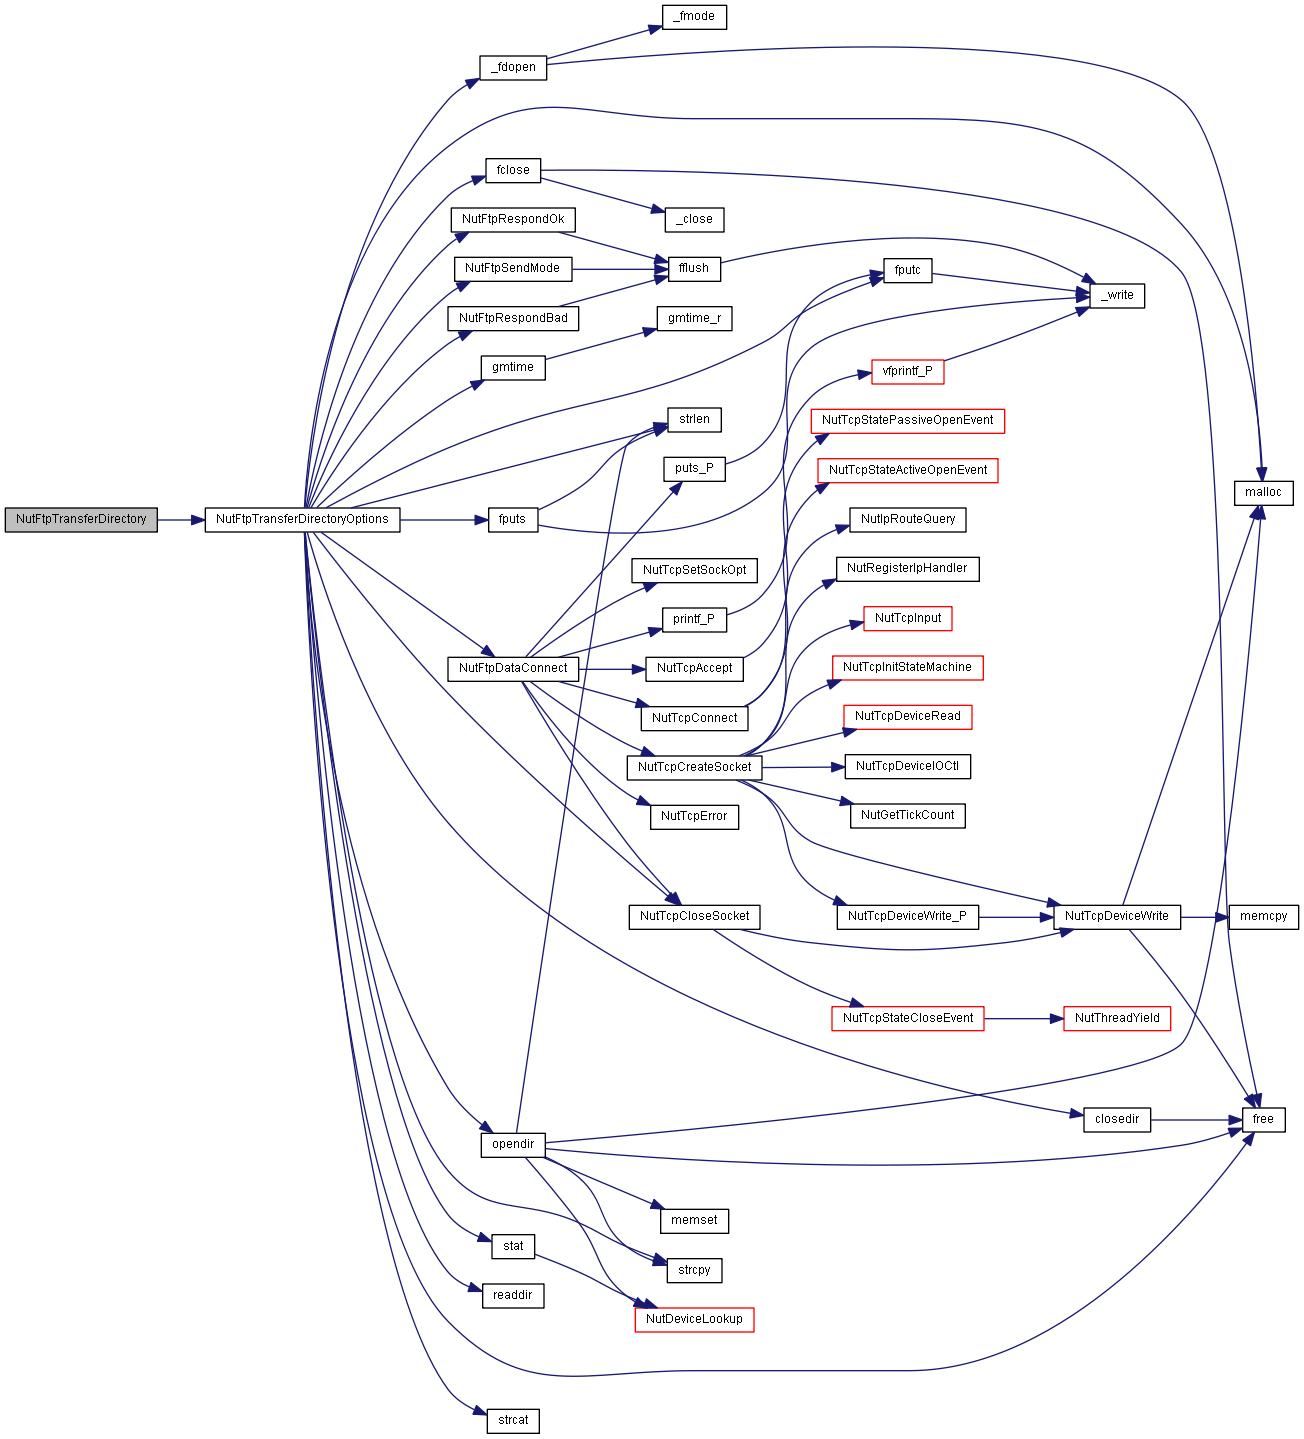 _fmode
_fdopen
fclose
_close
NutFtpRespondOk
NutFtpSendMode
fflush
fputc
_write
NutFtpRespondBad
gmtime_r
gmtime
vfprintf_P
strlen
NutTcpStatePassiveOpenEvent
puts_P
NutTcpStateActiveOpenEvent
malloc
NutFtpTransferDirectory
NutFtpTransferDirectoryOptions
fputs
NutIpRouteQuery
NutTcpSetSockOpt
NutRegisterIpHandler
printf_P
NutTcpInput
NutFtpDataConnect
NutTcpAccept
NutTcpInitStateMachine
NutTcpConnect
NutTcpDeviceRead
NutTcpCreateSocket
NutTcpDeviceIOCtl
NutTcpError
NutGetTickCount
NutTcpCloseSocket
NutTcpDeviceWrite_P
NutTcpDeviceWrite
memcpy
NutTcpStateCloseEvent
NutThreadYield
closedir
free
opendir
memset
stat
strcpy
readdir
NutDeviceLookup
strcat